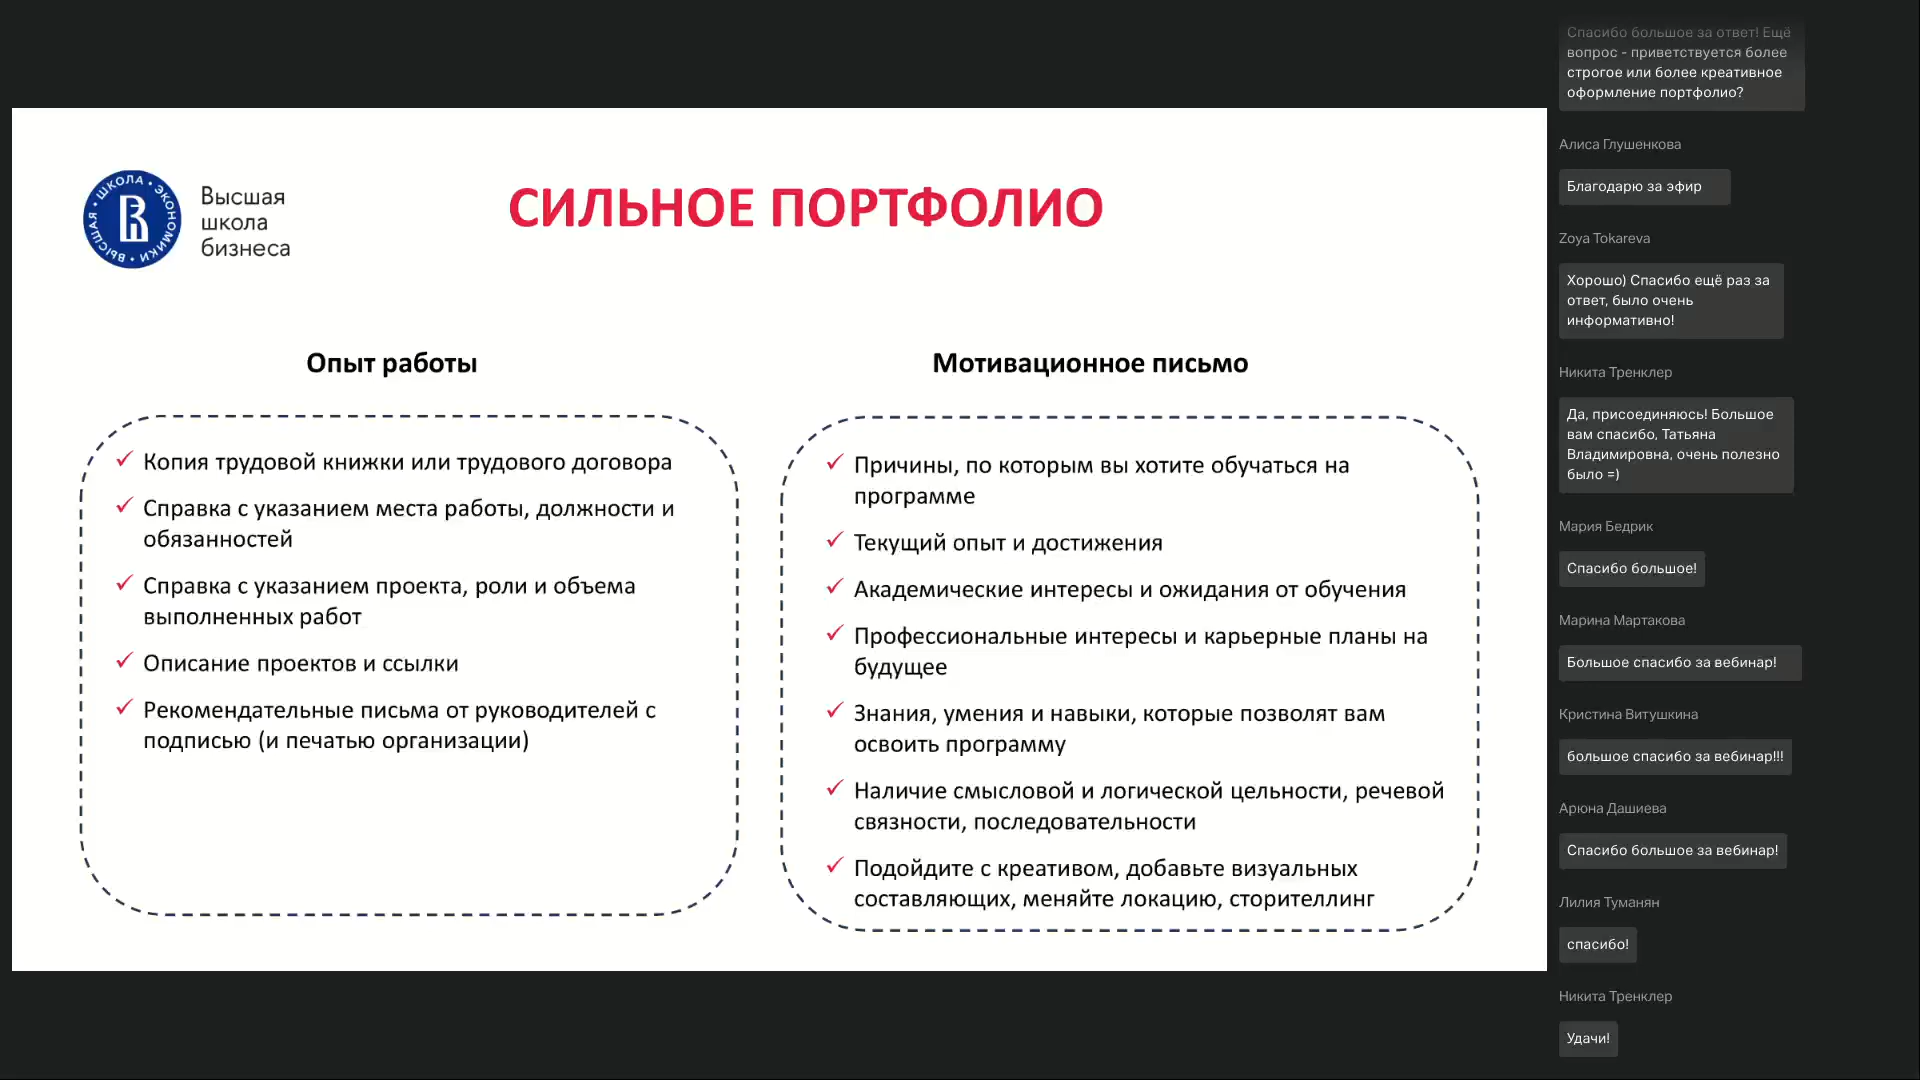 ВЫСШАЯ • ШКОЛА • ЭКОНОМИКИ •
Высшая
школа
бизнеса
СИЛЬНОЕ ПОРТФОЛИО
Опыт работы
Копия трудовой книжки или трудового договора
Справка с указанием места работы, должности и
обязанностей
Справка с указанием проекта, роли и объема
выполненных работ
Описание проектов и ссылки
Рекомендательные письма от руководителей с
подписью (и печатью организации)
Мотивационное письмо
Причины, по которым вы хотите обучаться на
программе
Текущий опыт и достижения
Академические интересы и ожидания от обучения
Профессиональные интересы и карьерные планы на
будущее
Знания, умения и навыки, которые позволят вам
освоить программу
Наличие смысловой и логической цельности, речевой
связности, последовательности
Подойдите с креативом, добавьте визуальных
составляющих, меняйте локацию, сторителлинг
Спасибо большое за ответ! Ещё
вопрос - приветствуется более
строгое или более креативное
оформление портфолио?
Алиса Глушенкова
Благодарю за эфир
Zoya Tokareva
Хорошо) Спасибо ещё раз за
ответ, было очень
информативно!
Никита Тренклер
Да, присоединяюсь! Большое
вам спасибо, Татьяна
Владимировна, очень полезно
было =)
Мария Бедрик
Спасибо большое!
Марина Мартакова
Большое спасибо за вебинар!
Кристина Витушкина
большое спасибо за вебинар!!!
Арюна Дашиева
Спасибо большое за вебинар!
Лилия Туманян
спасибо!
Никита Тренклер
Удачи!